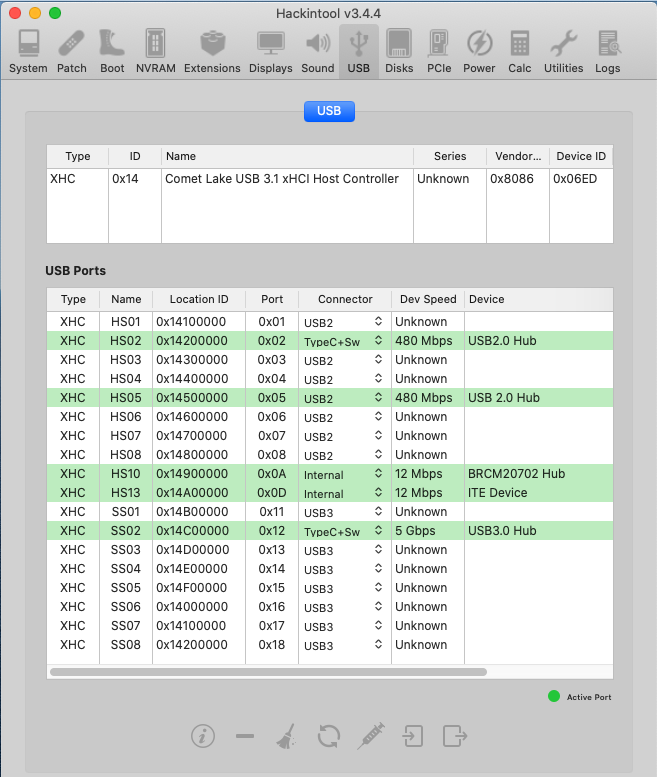 Hackintool v3.4.4
System Patch Boot NVRAM Extensions Displays Sound USB Disks PCIe Power Calc Utilities Logs
USB
Type ID Name Series Vendor... Device ID
XHC 0x14 Comet Lake USB 3.1 xHCI Host Controller Unknown 0x8086 0x06ED
USB Ports
Type Name Location ID Port Connector Dev Speed Device
XHC HS01 0x14100000 0x01 USB2 Unknown
XHC HS02 0x14200000 0x02 TypeC+Sw 480 Mbps USB2.0 Hub
XHC HS03 0x14300000 0x03 USB2 Unknown
XHC HS04 0x14400000 0x04 USB2 Unknown
XHC HS05 0x14500000 0x05 USB2 480 Mbps USB 2.0 Hub
XHC HS06 0x14600000 0x06 USB2 Unknown
XHC HS07 0x14700000 0x07 USB2 Unknown
XHC HS08 0x14800000 0x08 USB2 Unknown
XHC HS10 0x14900000 0x0A Internal 12 Mbps BRCM20702 Hub
XHC HS13 0x14A00000 0x0D Internal 12 Mbps ITE Device
XHC SS01 0x14B00000 0x11 USB3 Unknown
XHC SS02 0x14C00000 0x12 TypeC+Sw 5 Gbps USB3.0 Hub
XHC SS03 0x14D00000 0x13 USB3 Unknown
XHC SS04 0x14E00000 0x14 USB3 Unknown
XHC SS05 0x14F00000 0x15 USB3 Unknown
XHC SS06 0x14000000 0x16 USB3 Unknown
XHC SS07 0x14100000 0x17 USB3 Unknown
XHC SS08 0x14200000 0x18 USB3 Unknown
Active Port